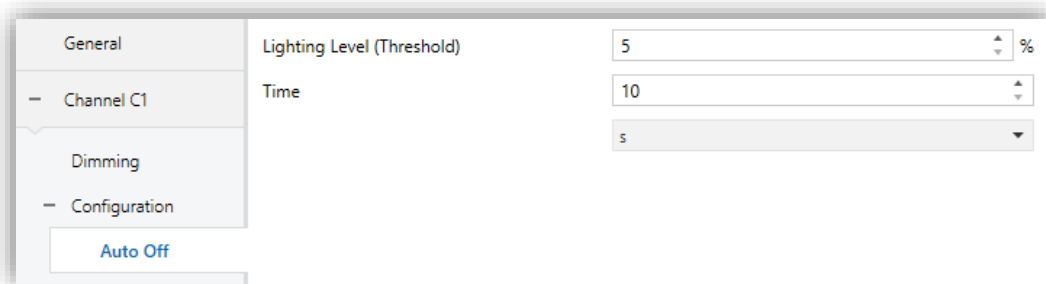 General
Lighting Level (Threshold) 5 %
− Channel C1
Time 10
s
Dimming
− Configuration
Auto Off